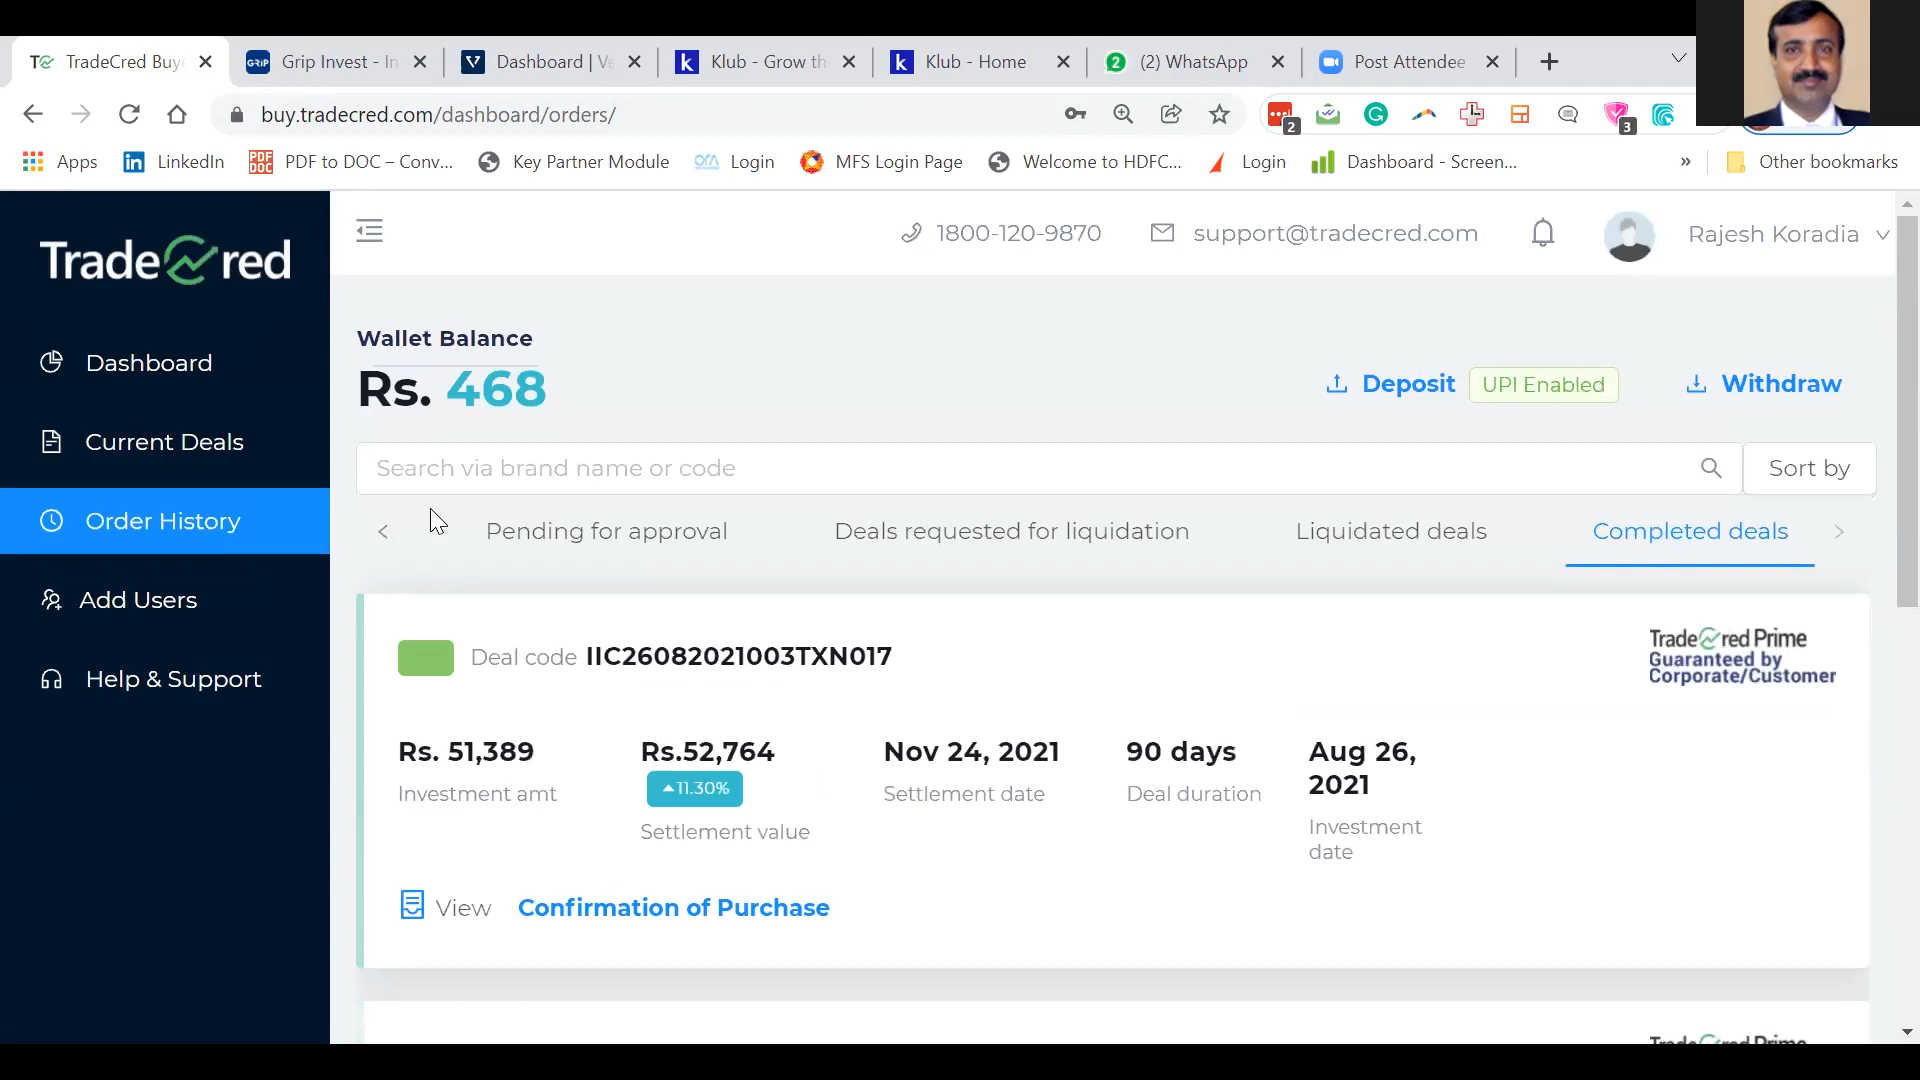 TradeCred Buye
Grip Invest - In
Dashboard | Ve
Klub - Grow th
Klub - Home
(2) WhatsApp
Post Attendee
buy.tradecred.com/dashboard/orders/
2
3
Apps
LinkedIn
PDF to DOC – Conv...
Key Partner Module
Login
MFS Login Page
Welcome to HDFC...
Login
Dashboard - Screen...
»
Other bookmarks
TradeCred
1800-120-9870
support@tradecred.com
Rajesh Koradia
Dashboard
Current Deals
Order History
Add Users
Help & Support
Wallet Balance
Rs. 468
Deposit
UPI Enabled
Withdraw
Search via brand name or code
Sort by
Pending for approval
Deals requested for liquidation
Liquidated deals
Completed deals
Deal code IIC26082021003TXN017
TradeCred Prime
Guaranteed by
Corporate/Customer
Rs. 51,389
Investment amt
Rs.52,764
11.30%
Settlement value
Nov 24, 2021
Settlement date
90 days
Deal duration
Aug 26,
2021
Investment
date
View
Confirmation of Purchase
TradeCred Prime